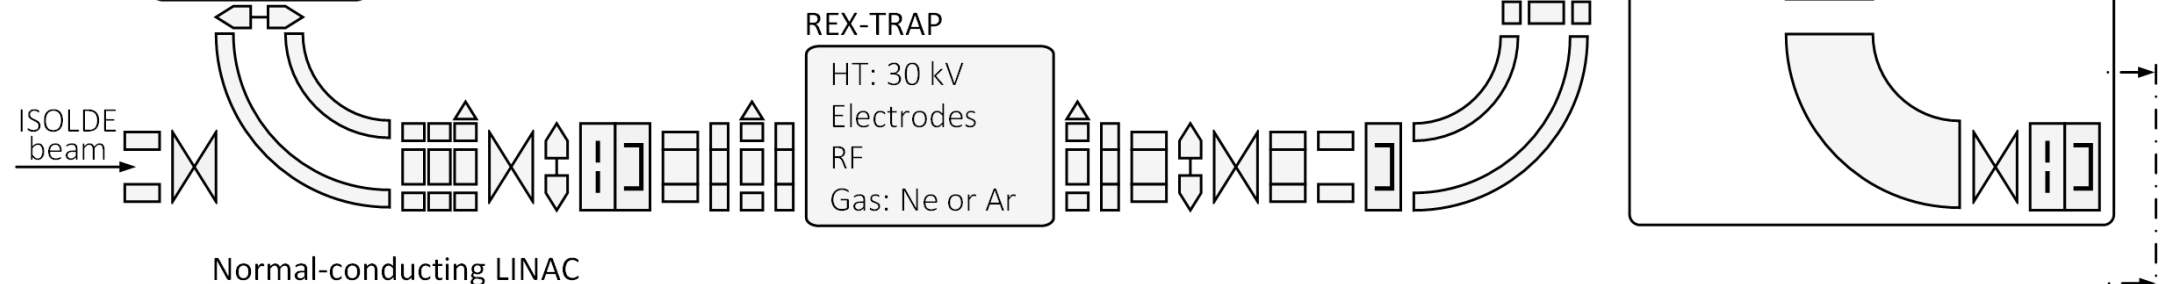 REX-TRAP
HT: 30 kV
Electrodes
RF
Gas: Ne or Ar
ISOLDE
beam
Normal-conducting LINAC